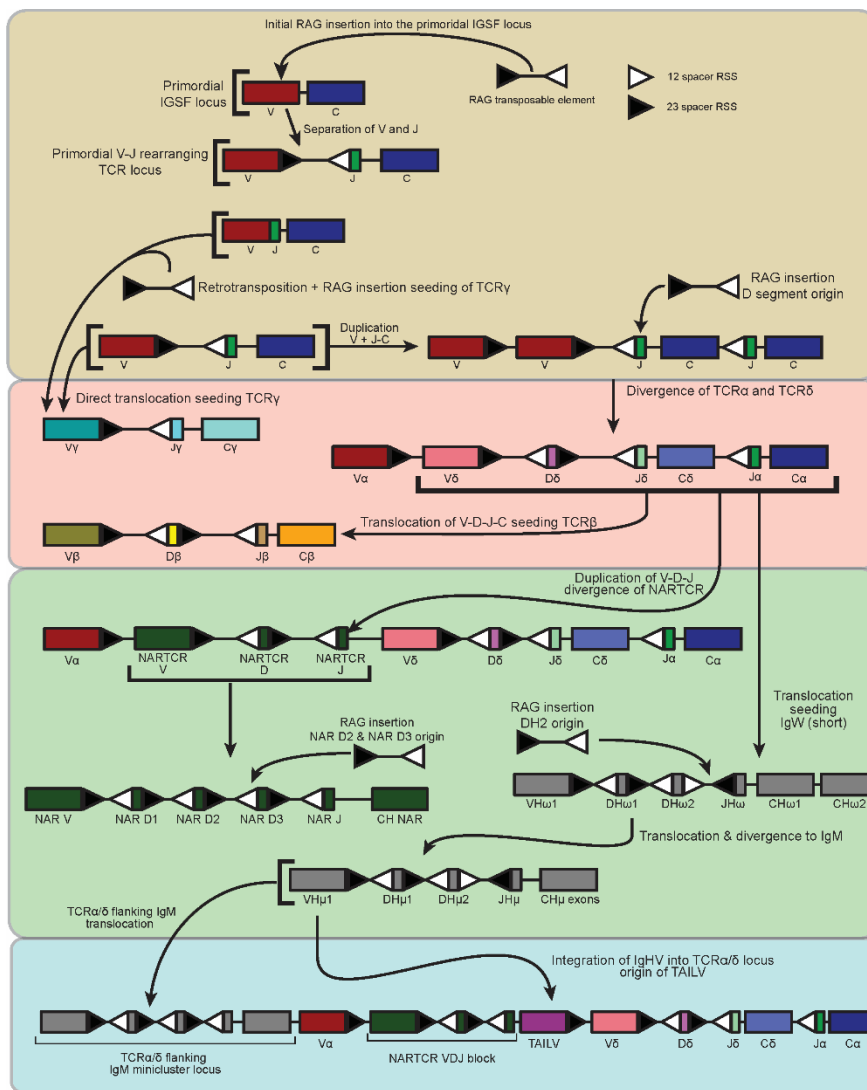 Initial RAG insertion into the primoridal IGSF locus
Primordial
IGSF locus
V
C
RAG transposable element
12 spacer RSS
23 spacer RSS
Separation of V and J
Primordial V-J rearranging
TCR locus
V
J
C
V
J
C
Retrotransposition + RAG insertion seeding of TCRγ
RAG insertion
D segment origin
V
J
C
Duplication
V + J-C
V
V
J
C
J
C
Direct translocation seeding TCRγ
Divergence of TCRα and TCRδ
Vγ
Jγ
Cγ
Vα
Vδ
Dδ
Jδ
Cδ
Jα
Cα
Translocation of V-D-J-C seeding TCRβ
Vβ
Dβ
Jβ
Cβ
Duplication of V-D-J
divergence of NARTCR
Vα
NARTCR
V
NARTCR
D
NARTCR
J
Vδ
Dδ
Jδ
Cδ
Jα
Cα
Translocation
seeding
IgW (short)
RAG insertion
NAR D2 & NAR D3 origin
RAG insertion
DH2 origin
NAR V
NAR D1
NAR D2
NAR D3
NAR J
CH NAR
VHω1
DHω1
DHω2
JHω
CHω1
CHω2
Translocation & divergence to IgM
VHμ1
DHμ1
DHμ2
JHμ
CHμ exons
TCRα/δ flanking IgM
translocation
Integration of IgHV into TCRα/δ locus
origin of TAILV
TCRα/δ flanking
IgM minicluster locus
Vα
NARTCR VDJ block
TAILV
Vδ
Dδ
Jδ
Cδ
Jα
Cα